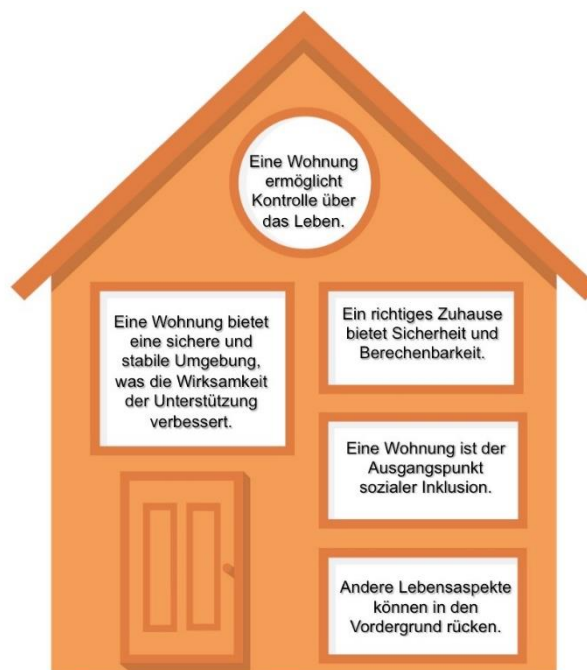 Eine Wohnung
ermöglicht
Kontrolle über
das Leben.
Eine Wohnung bietet
eine sichere und
stabile Umgebung,
was die Wirksamkeit
der Unterstützung
verbessert.
Ein richtiges Zuhause
bietet Sicherheit und
Berechenbarkeit.
Eine Wohnung ist der
Ausgangspunkt
sozialer Inklusion.
Andere Lebensaspekte
können in den
Vordergrund rücken.